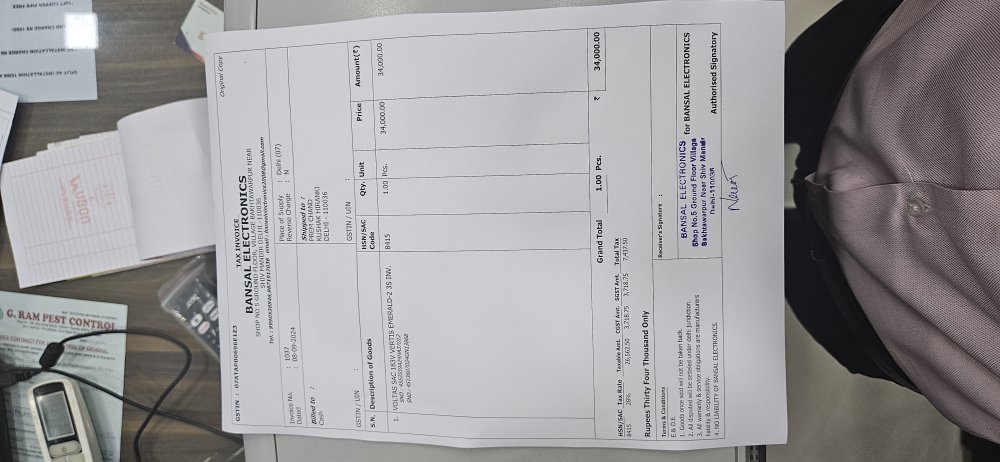 G. RAM PEST CONTROL
GSTIN : 07ATAPB0696E1Z3
Original Copy
TAX INVOICE
BANSAL ELECTRONICS
SHOP NO 5 GROUND FLOOR, VILLAGE BAKHTAWARPUR NEAR
SHIV MANDIR DELHI -110036
Tel. : 9990536848,9871917036 email : bansalelectronics2008@gmail.com
Invoice No. : 1037
Dated : 08-09-2024
Place of Supply : Delhi (07)
Reverse Charge : N
Billed to :
Cash
Shipped to :
PREM CHAND
KUSHAK HIRANKI
DELHI - 110036
GSTIN / UIN :
GSTIN / UIN :
S.N. Description of Goods HSN/SAC Code Qty. Unit Price Amount(₹)
1. VOLTAS SAC 183V VERTIS EMERALD-2 3S INV. 8415 1.00 Pcs. 34,000.00 34,000.00
SNO :
SNO :
Grand Total 1.00 Pcs. ₹ 34,000.00
HSN/SAC Tax Rate Taxable Amt. CGST Amt. SGST Amt. Total Tax
8415 28% 26,562.50 3,718.75 3,718.75 7,437.50
Rupees Thirty Four Thousand Only
Terms & Conditions
E.& O.E.
1. Goods once sold will not be taken back.
2. All disputed will be setteled under delhi juridiction.
3. All warranty & service obligations are manufacturers
liability & responsibility.
4. NO LIABILITY OF BANSAL ELECTRONICS.
Receiver's Signature :
BANSAL ELECTRONICS
Shop No.5 Ground Floor Village
Bakhtawarpur Near Shiv Mandir
Delhi-110036
for BANSAL ELECTRONICS
Authorised Signatory